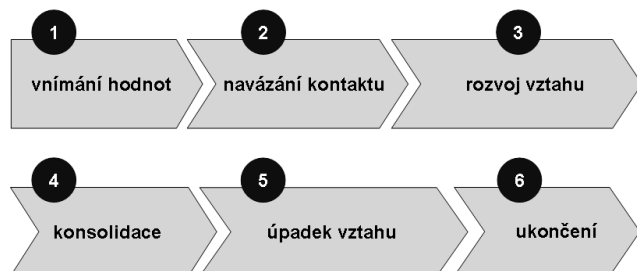 1
vnímání hodnot
2
navázání kontaktu
3
rozvoj vztahu
4
konsolidace
5
úpadek vztahu
6
ukončení